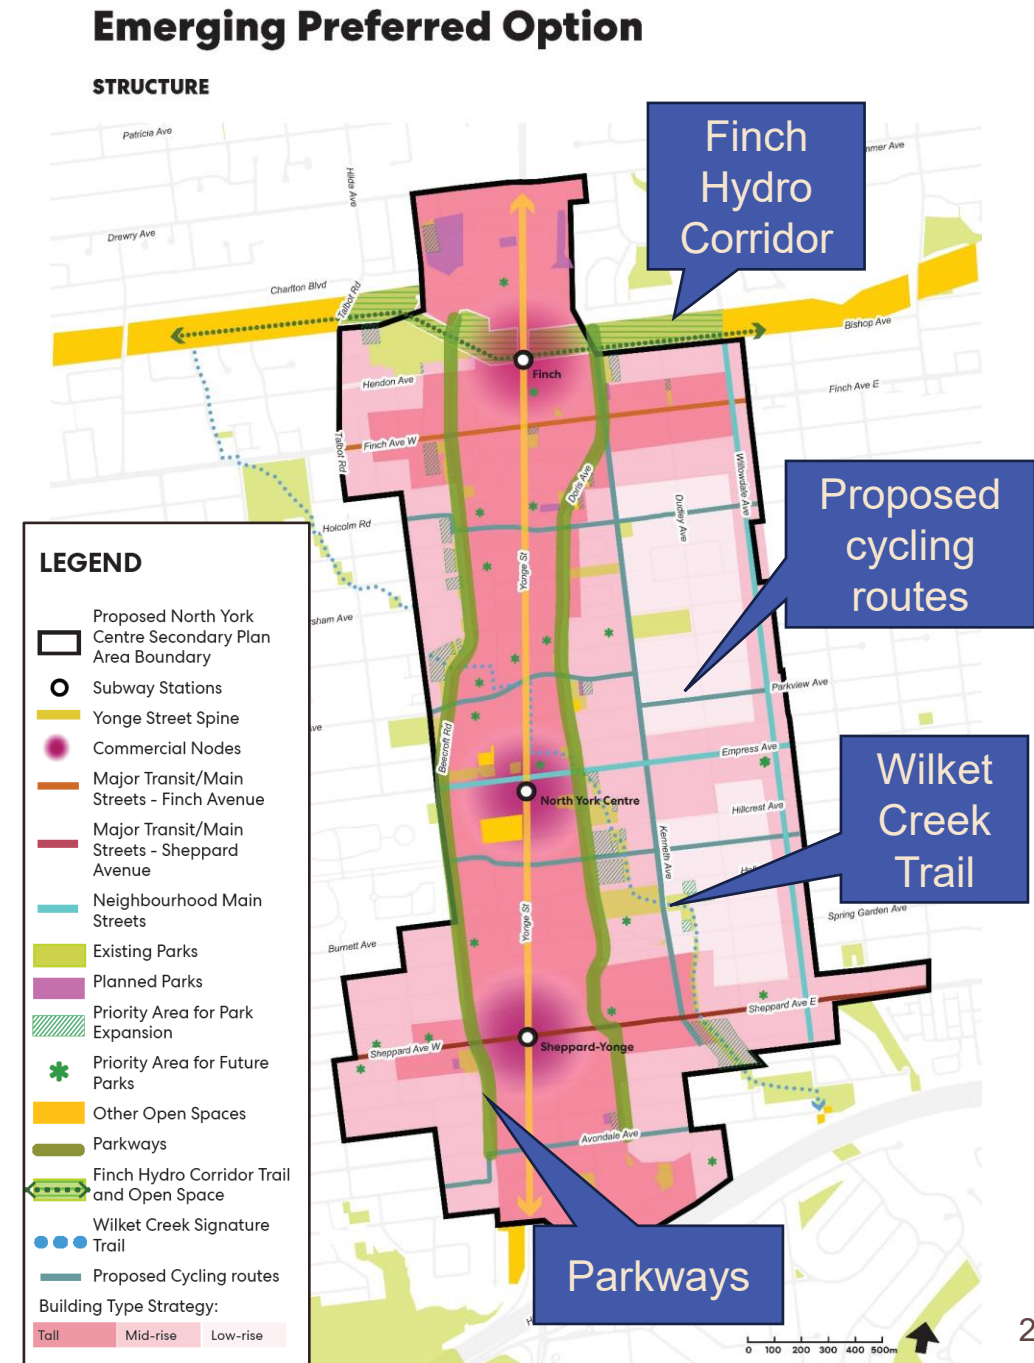 Emerging Preferred Option
STRUCTURE
Patricia Ave
Hilda Ave
Drewry Ave
Charlton Blvd
Talbot Rd
Finch
Hydro
Corridor
Bishop Ave
Finch
Hendon Ave
Finch Ave E
Finch Ave W
Talbot Rd
Doris Ave
Willowdale Ave
Dudley Ave
Holcolm Rd
Yonge St
Proposed
cycling
routes
Parkview Ave
Beecroft Rd
Empress Ave
North York Centre
Hillcrest Ave
Kenneth Ave
Wilket
Creek
Trail
Spring Garden Ave
Yonge St
Burnett Ave
Sheppard Ave E
Sheppard Ave W
Sheppard-Yonge
Avondale Ave
Parkways
LEGEND
Proposed North York
Centre Secondary Plan
Area Boundary
Subway Stations
Yonge Street Spine
Commercial Nodes
Major Transit/Main
Streets - Finch Avenue
Major Transit/Main
Streets - Sheppard
Avenue
Neighbourhood Main
Streets
Existing Parks
Planned Parks
Priority Area for Park
Expansion
Priority Area for Future
Parks
Other Open Spaces
Parkways
Finch Hydro Corridor Trail
and Open Space
Wilket Creek Signature
Trail
Proposed Cycling routes
Building Type Strategy:
Tall Mid-rise Low-rise
0 100 200 300 400 500m
2